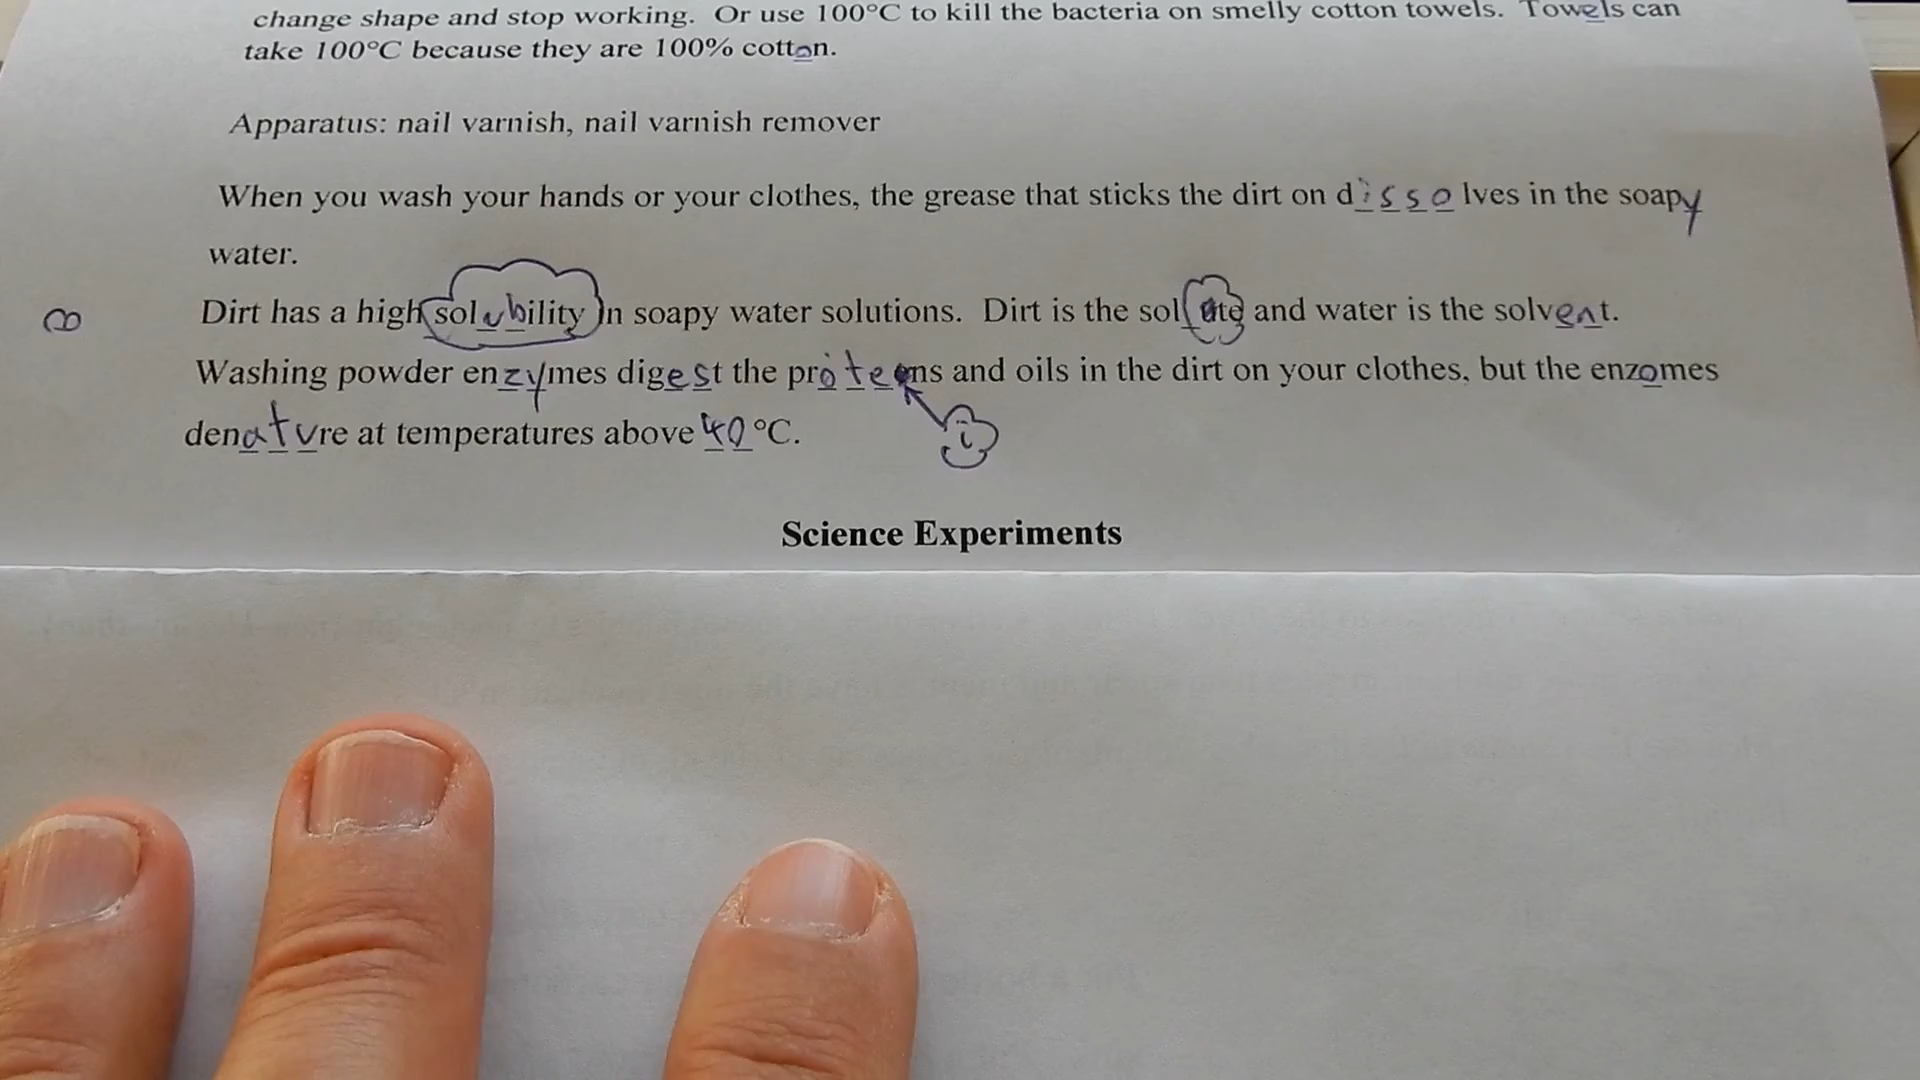 change shape and stop working. Or use 100°C to kill the bacteria on smelly cotton towels. Towels can
take 100°C because they are 100% cotton.
Apparatus: nail varnish, nail varnish remover
When you wash your hands or your clothes, the grease that sticks the dirt on dissolves in the soapy
water.
8 Dirt has a high solubility in soapy water solutions. Dirt is the solute and water is the solvent.
Washing powder enzymes digest the proteens and oils in the dirt on your clothes, but the enzomes
i
denature at temperatures above 40°C.
Science Experiments